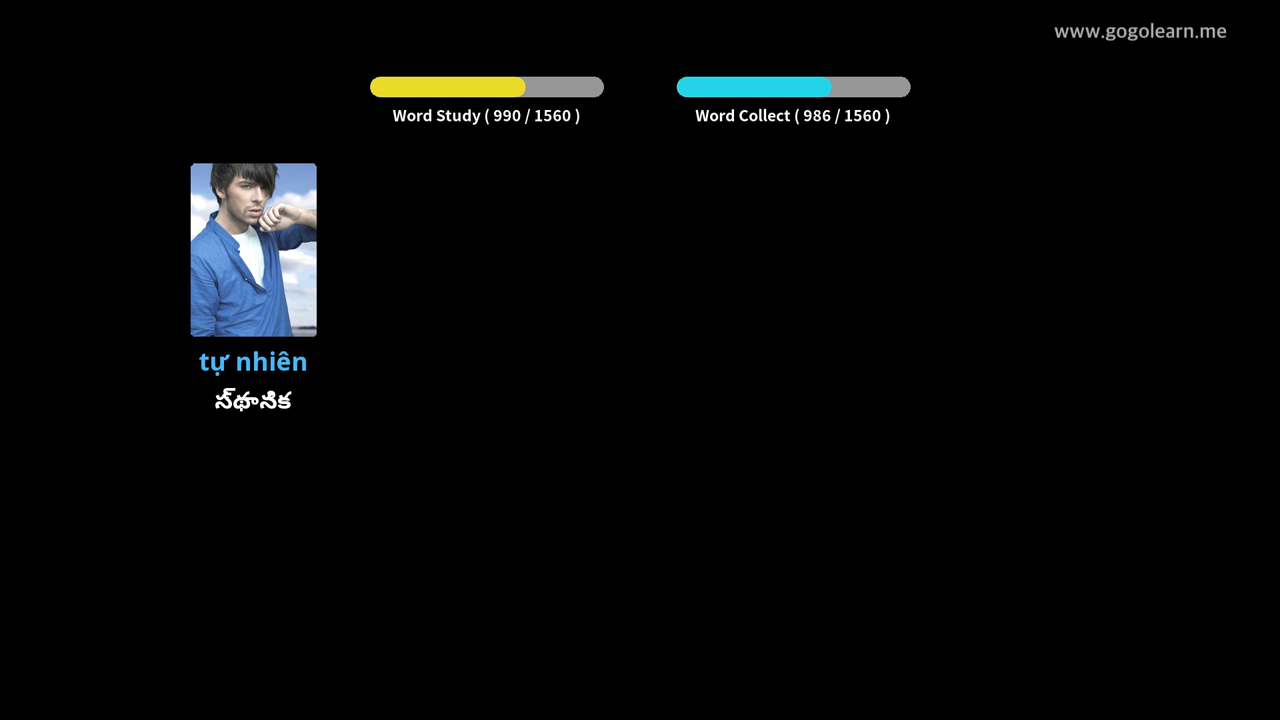 www.gogolearn.me
Word Study ( 990 / 1560 )
Word Collect ( 986 / 1560 )
tự nhiên
స్థానిక